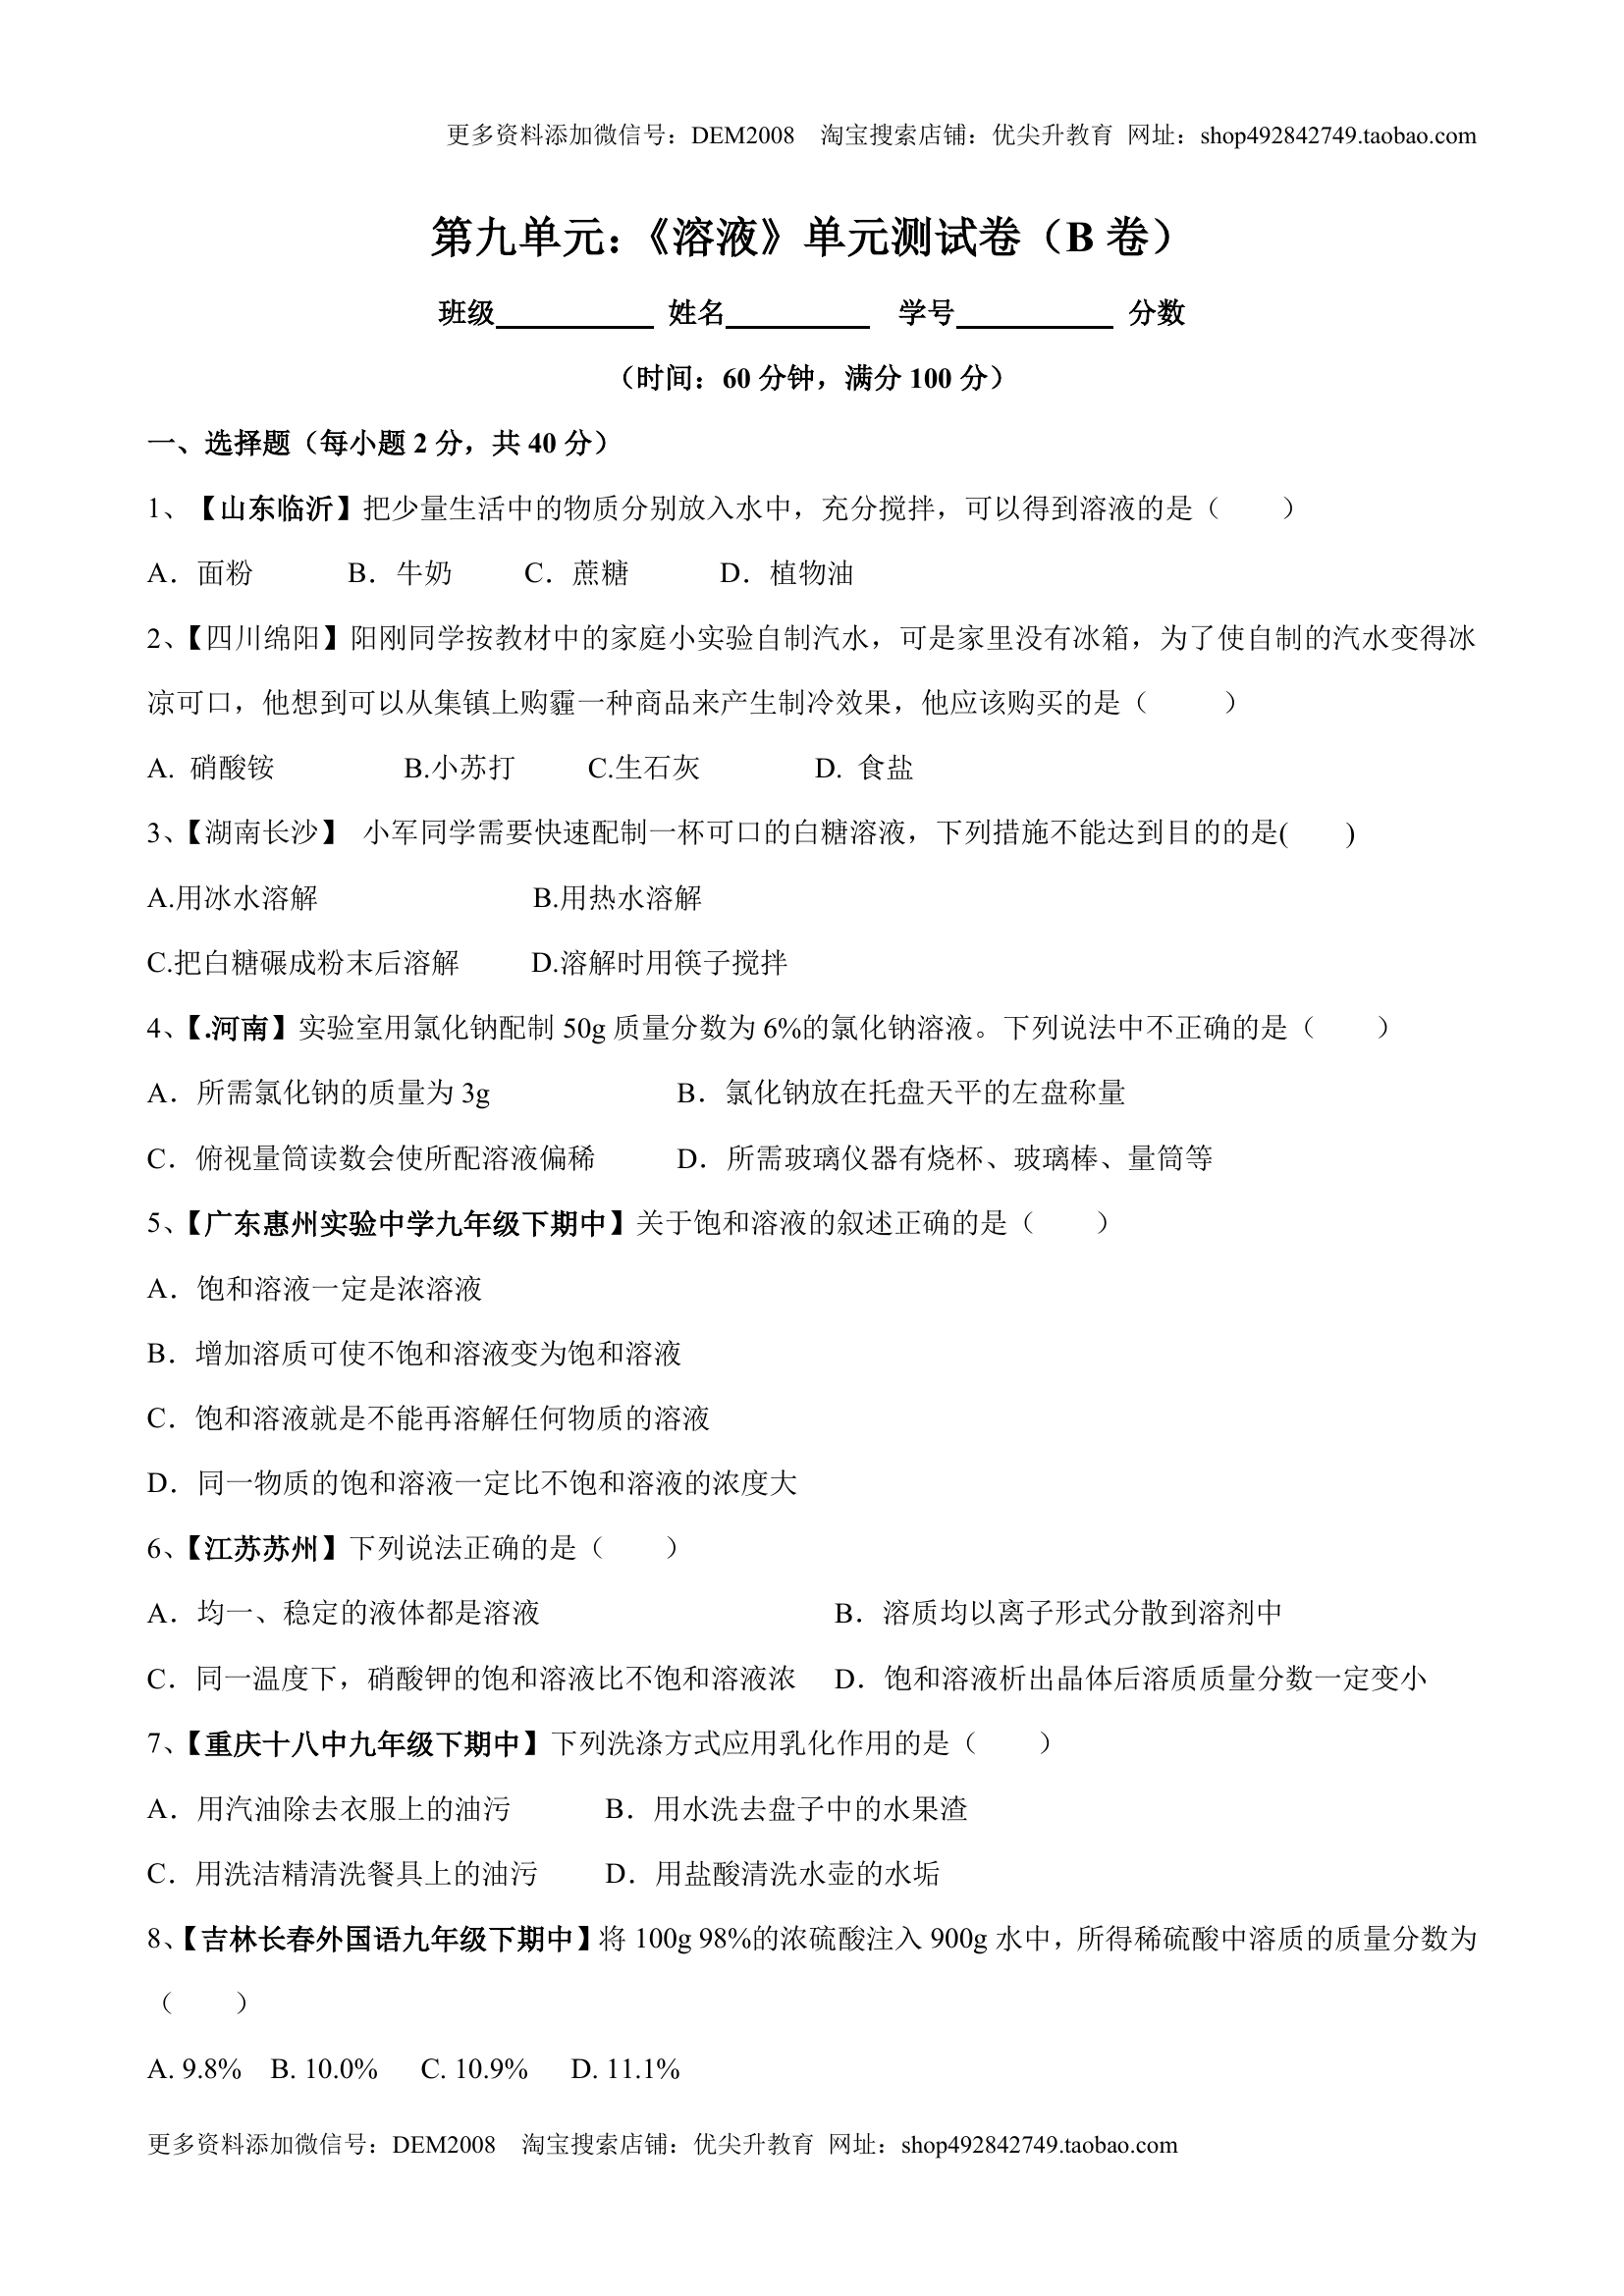 更多资料添加微信号：DEM2008 淘宝搜索店铺：优尖升教育 网址：shop492842749.taobao.com
第九单元：《溶液》单元测试卷（B 卷）
班级 姓名 学号 分数
（时间：60 分钟，满分 100 分）
一、选择题（每小题 2 分，共 40 分）
1、【山东临沂】把少量生活中的物质分别放入水中，充分搅拌，可以得到溶液的是（　　）
A．面粉 B．牛奶 C．蔗糖 D．植物油
2、【四川绵阳】阳刚同学按教材中的家庭小实验自制汽水，可是家里没有冰箱，为了使自制的汽水变得冰
凉可口，他想到可以从集镇上购霾一种商品来产生制冷效果，他应该购买的是（　　）
A. 硝酸铵 B.小苏打 C.生石灰 D. 食盐
3、【湖南长沙】 小军同学需要快速配制一杯可口的白糖溶液，下列措施不能达到目的的是(　　)
A.用冰水溶解 B.用热水溶解
C.把白糖碾成粉末后溶解 D.溶解时用筷子搅拌
4、【.河南】实验室用氯化钠配制 50g 质量分数为 6%的氯化钠溶液。下列说法中不正确的是（　　）
A．所需氯化钠的质量为 3g B．氯化钠放在托盘天平的左盘称量
C．俯视量筒读数会使所配溶液偏稀 D．所需玻璃仪器有烧杯、玻璃棒、量筒等
5、【广东惠州实验中学九年级下期中】关于饱和溶液的叙述正确的是（　　）
A．饱和溶液一定是浓溶液
B．增加溶质可使不饱和溶液变为饱和溶液
C．饱和溶液就是不能再溶解任何物质的溶液
D．同一物质的饱和溶液一定比不饱和溶液的浓度大
6、【江苏苏州】下列说法正确的是（　　）
A．均一、稳定的液体都是溶液 B．溶质均以离子形式分散到溶剂中
C．同一温度下，硝酸钾的饱和溶液比不饱和溶液浓 D．饱和溶液析出晶体后溶质质量分数一定变小
7、【重庆十八中九年级下期中】下列洗涤方式应用乳化作用的是（　　）
A．用汽油除去衣服上的油污 B．用水洗去盘子中的水果渣
C．用洗洁精清洗餐具上的油污 D．用盐酸清洗水壶的水垢
8、【吉林长春外国语九年级下期中】将 100g 98%的浓硫酸注入 900g 水中，所得稀硫酸中溶质的质量分数为
（　　）
A. 9.8% B. 10.0% C. 10.9% D. 11.1%
更多资料添加微信号：DEM2008 淘宝搜索店铺：优尖升教育 网址：shop492842749.taobao.com